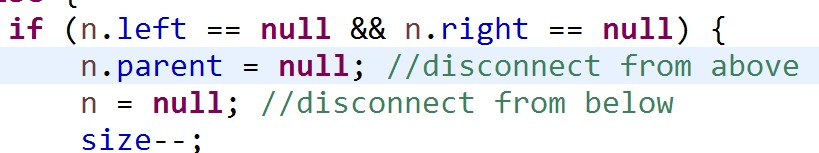 if (n.left == null && n.right == null) {
n.parent = null; //disconnect from above
n = null; //disconnect from below
size--;